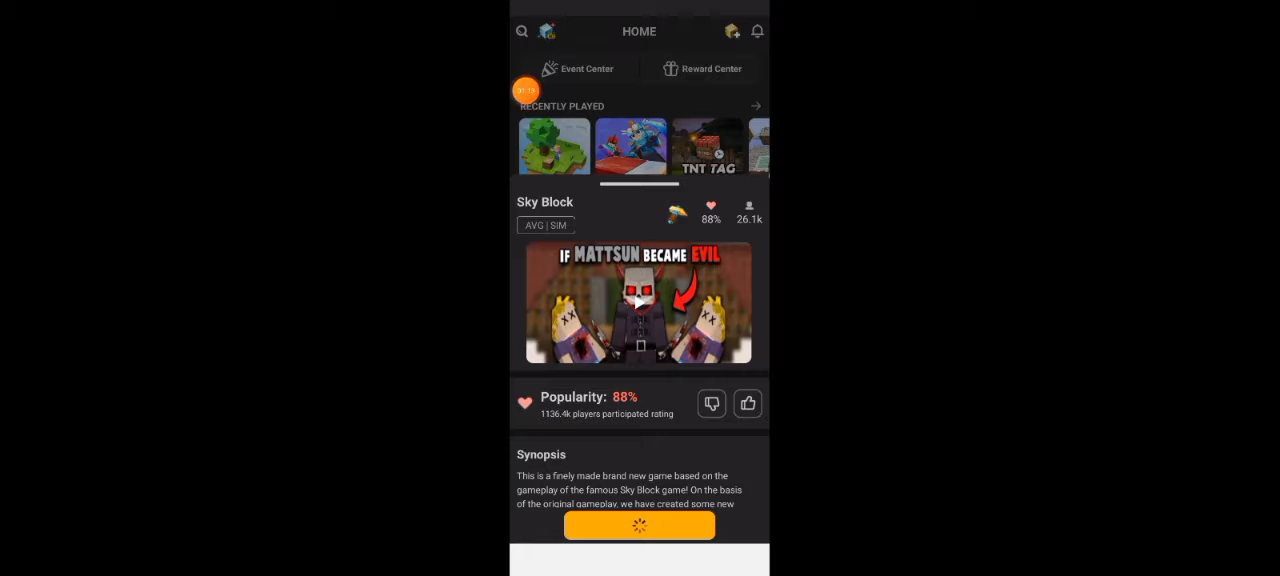 HOME
Event Center
Reward Center
RECENTLY PLAYED
TNT TAG
Sky Block
88%
26.1k
AVG | SIM
IF MATTSUN BECAME EVIL
Popularity: 88%
1136.4k players participated rating
Synopsis
This is a finely made brand new game based on the
gameplay of the famous Sky Block game! On the basis
of the original gameplay, we have created some new